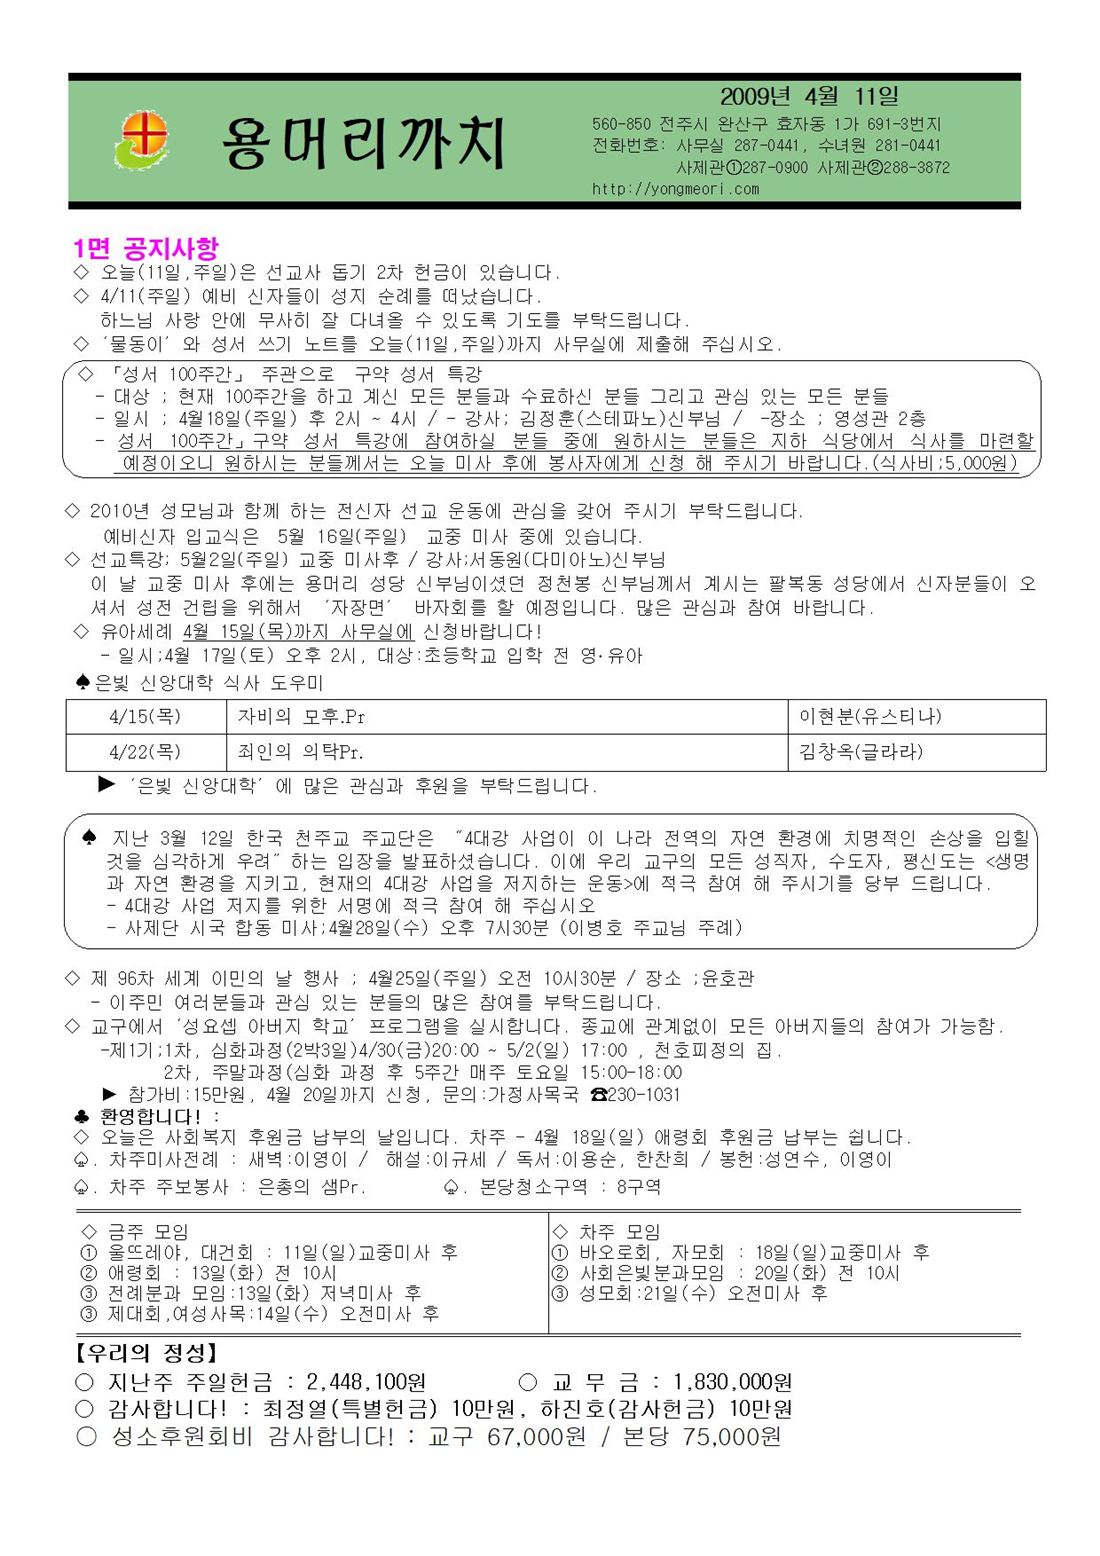 2009년 4월 11일
용머리까치
560-850 전주시 완산구 효자동 1가 691-3번지
전화번호: 사무실 287-0441, 수녀원 281-0441
사제관①287-0900 사제관②288-3872
http://yongmeori.com
1면 공지사항
◇ 오늘(11일,주일)은 선교사 돕기 2차 헌금이 있습니다.
◇ 4/11(주일) 예비 신자들이 성지 순례를 떠났습니다.
하느님 사랑 안에 무사히 잘 다녀올 수 있도록 기도를 부탁드립니다.
◇ ‘물동이’ 와 성서 쓰기 노트를 오늘(11일,주일)까지 사무실에 제출해 주십시오.
◇ 「성서 100주간」 주관으로 구약 성서 특강
- 대상 ; 현재 100주간을 하고 계신 모든 분들과 수료하신 분들 그리고 관심 있는 모든 분들
- 일시 ; 4월18일(주일) 후 2시 ~ 4시 / - 강사; 김정훈(스테파노)신부님 / -장소 ; 영성관 2층
- 성서 100주간」구약 성서 특강에 참여하실 분들 중에 원하시는 분들은 지하 식당에서 식사를 마련할
예정이오니 원하시는 분들께서는 오늘 미사 후에 봉사자에게 신청 해 주시기 바랍니다.(식사비;5,000원)
◇ 2010년 성모님과 함께 하는 전신자 선교 운동에 관심을 갖어 주시기 부탁드립니다.
예비신자 입교식은 5월 16일(주일) 교중 미사 중에 있습니다.
◇ 선교특강; 5월2일(주일) 교중 미사후 / 강사;서동원(다미아노)신부님
이 날 교중 미사 후에는 용머리 성당 신부님이셨던 정천봉 신부님께서 계시는 팔복동 성당에서 신자분들이 오
셔서 성전 건립을 위해서 ‘자장면’ 바자회를 할 예정입니다. 많은 관심과 참여 바랍니다.
◇ 유아세례 4월 15일(목)까지 사무실에 신청바랍니다!
- 일시;4월 17일(토) 오후 2시, 대상:초등학교 입학 전 영·유아
♠은빛 신앙대학 식사 도우미
4/15(목) 자비의 모후.Pr 이현분(유스티나)
4/22(목) 죄인의 의탁Pr. 김창옥(글라라)
▶ ‘은빛 신앙대학’ 에 많은 관심과 후원을 부탁드립니다.
♠ 지난 3월 12일 한국 천주교 주교단은 “4대강 사업이 이 나라 전역의 자연 환경에 치명적인 손상을 입힐
것을 심각하게 우려” 하는 입장을 발표하셨습니다. 이에 우리 교구의 모든 성직자, 수도자, 평신도는 <생명
과 자연 환경을 지키고, 현재의 4대강 사업을 저지하는 운동>에 적극 참여 해 주시기를 당부 드립니다.
- 4대강 사업 저지를 위한 서명에 적극 참여 해 주십시오
- 사제단 시국 합동 미사;4월28일(수) 오후 7시30분 (이병호 주교님 주례)
◇ 제 96차 세계 이민의 날 행사 ; 4월25일(주일) 오전 10시30분 / 장소 ;윤호관
- 이주민 여러분들과 관심 있는 분들의 많은 참여를 부탁드립니다.
◇ 교구에서 ‘성요셉 아버지 학교’ 프로그램을 실시합니다. 종교에 관계없이 모든 아버지들의 참여가 가능함.
-제1기;1차, 심화과정(2박3일)4/30(금)20:00 ~ 5/2(일) 17:00 , 천호피정의 집.
2차, 주말과정(심화 과정 후 5주간 매주 토요일 15:00-18:00
▶ 참가비:15만원, 4월 20일까지 신청, 문의:가정사목국 ☎230-1031
♣ 환영합니다! :
◇ 오늘은 사회복지 후원금 납부의 날입니다. 차주 - 4월 18일(일) 애령회 후원금 납부는 쉽니다.
♤. 차주미사전례 : 새벽:이영이 / 해설:이규세 / 독서:이용순, 한찬희 / 봉헌:성연수, 이영이
♤. 차주 주보봉사 : 은총의 샘Pr. ♤. 본당청소구역 : 8구역
◇ 금주 모임
① 울뜨레야, 대건회 : 11일(일)교중미사 후
② 애령회 : 13일(화) 전 10시
③ 전례분과 모임:13일(화) 저녁미사 후
③ 제대회,여성사목:14일(수) 오전미사 후
◇ 차주 모임
① 바오로회, 자모회 : 18일(일)교중미사 후
② 사회은빛분과모임 : 20일(화) 전 10시
③ 성모회:21일(수) 오전미사 후
【우리의 정성】
○ 지난주 주일헌금 : 2,448,100원 ○ 교 무 금 : 1,830,000원
○ 감사합니다! : 최정열(특별헌금) 10만원, 하진호(감사헌금) 10만원
○ 성소후원회비 감사합니다! : 교구 67,000원 / 본당 75,000원